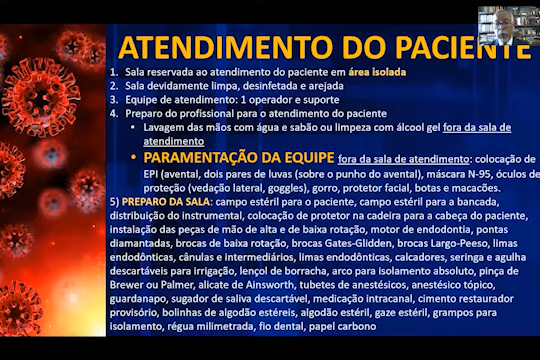 ATENDIMENTO DO PACIENTE
1. Sala reservada ao atendimento do paciente em área isolada
2. Sala devidamente limpa, desinfetada e arejada
3. Equipe de atendimento: 1 operador e suporte
4. Preparo do profissional para o atendimento do paciente
• Lavagem das mãos com água e sabão ou limpeza com álcool gel fora da sala de
atendimento
• PARAMENTAÇÃO DA EQUIPE fora da sala de atendimento: colocação de
EPI (avental, dois pares de luvas (sobre o punho do avental), máscara N-95, óculos de
proteção (vedação lateral, goggles), gorro, protetor facial, botas e macacões.
5) PREPARO DA SALA: campo estéril para o paciente, campo estéril para a bancada,
distribuição do instrumental, colocação de protetor na cadeira para a cabeça do paciente,
instalação das peças de mão de alta e de baixa rotação, motor de endodontia, pontas
diamantadas, brocas de baixa rotação, brocas Gates-Glidden, brocas Largo-Peeso, limas
endodônticas, cânulas e intermediários, limas endodônticas, calcadores, seringa e agulha
descartáveis para irrigação, lençol de borracha, arco para isolamento absoluto, pinça de
Brewer ou Palmer, alicate de Ainsworth, tubetes de anestésicos, anestésico tópico,
guardanapo, sugador de saliva descartável, medicação intracanal, cimento restaurador
provisório, bolinhas de algodão estéreis, algodão estéril, gaze estéril, grampos para
isolamento, régua milimetrada, fio dental, papel carbono